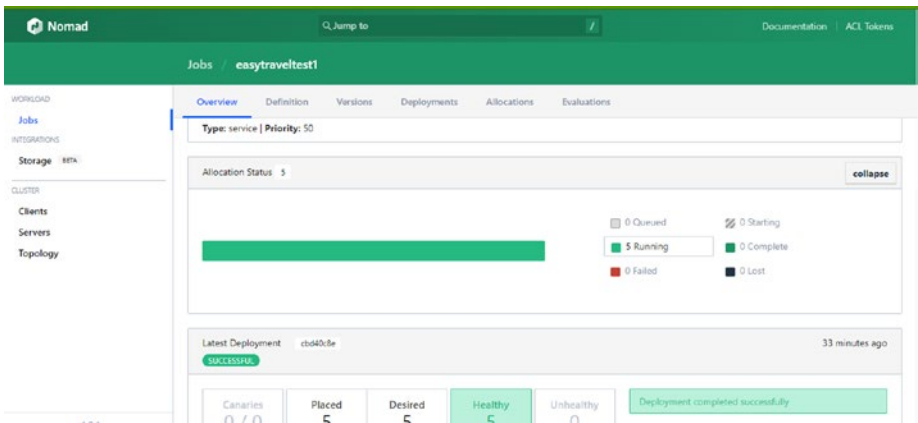 Nomad
Jump to
/
Documentation
ACL Tokens
Jobs / easytraveltest1
WORKLOAD
Jobs
INTEGRATIONS
Storage BETA
CLUSTER
Clients
Servers
Topology
Overview Definition Versions Deployments Allocations Evaluations
Type: service | Priority: 50
Allocation Status 5
collapse
0 Queued 0 Starting
5 Running 0 Complete
0 Failed 0 Lost
Latest Deployment cbd40c8e 33 minutes ago
SUCCESSFUL
Canaries Placed Desired Healthy Unhealthy
0 / 0 5 5 5 0
Deployment completed successfully